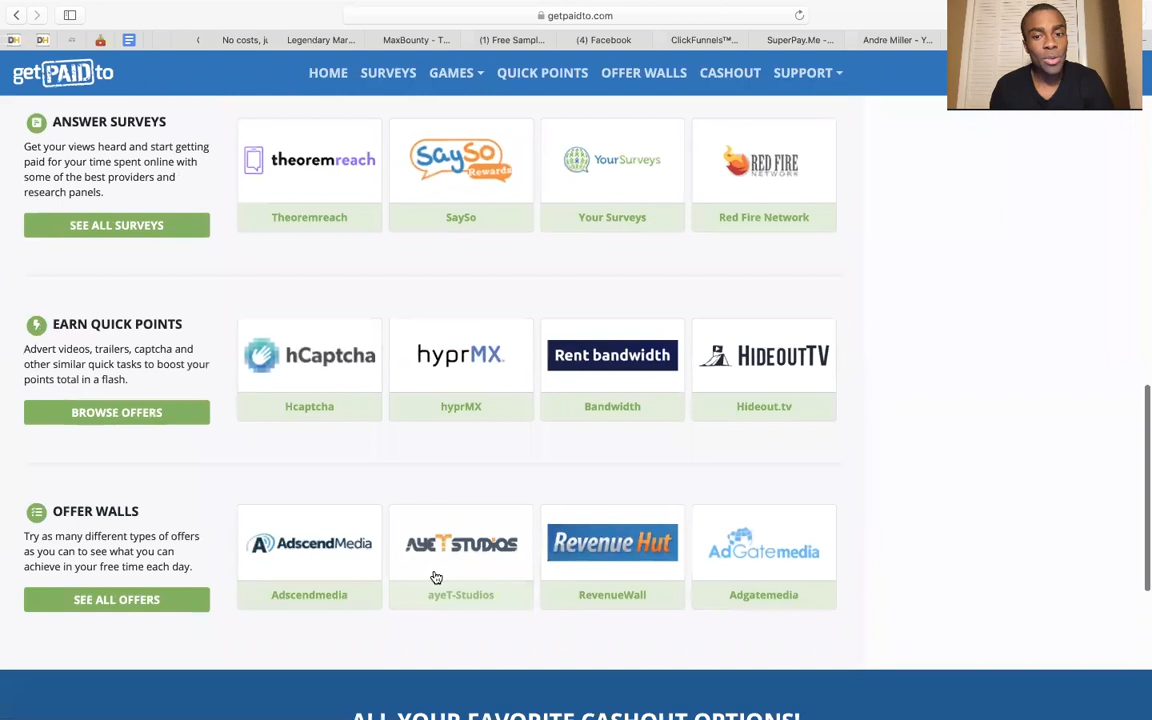 getpaidto.com
No costs, ju
Legendary Mar...
MaxBounty - T...
(1) Free Sampl...
(4) Facebook
ClickFunnels™...
SuperPay.Me -...
Andre Miller - Y...
get PAID to
HOME SURVEYS GAMES QUICK POINTS OFFER WALLS CASHOUT SUPPORT
ANSWER SURVEYS
Get your views heard and start getting
paid for your time spent online with
some of the best providers and
research panels.
SEE ALL SURVEYS
theoremreach
Theoremreach
SaySo
Rewards
SaySo
YourSurveys
Your Surveys
RED FIRE
NETWORK
Red Fire Network
EARN QUICK POINTS
Advert videos, trailers, captcha and
other similar quick tasks to boost your
points total in a flash.
BROWSE OFFERS
hCaptcha
Hcaptcha
hyprMX
hyprMX
Rent bandwidth
Bandwidth
HIDEOUTTV
Hideout.tv
OFFER WALLS
Try as many different types of offers
as you can to see what you can
achieve in your free time each day.
SEE ALL OFFERS
AdscendMedia
Adscendmedia
AYET STUDIOS
ayeT-Studios
Revenue Hut
RevenueWall
AdGatemedia
Adgatemedia
ALL YOUR FAVORITE CASHOUT OPTIONS!